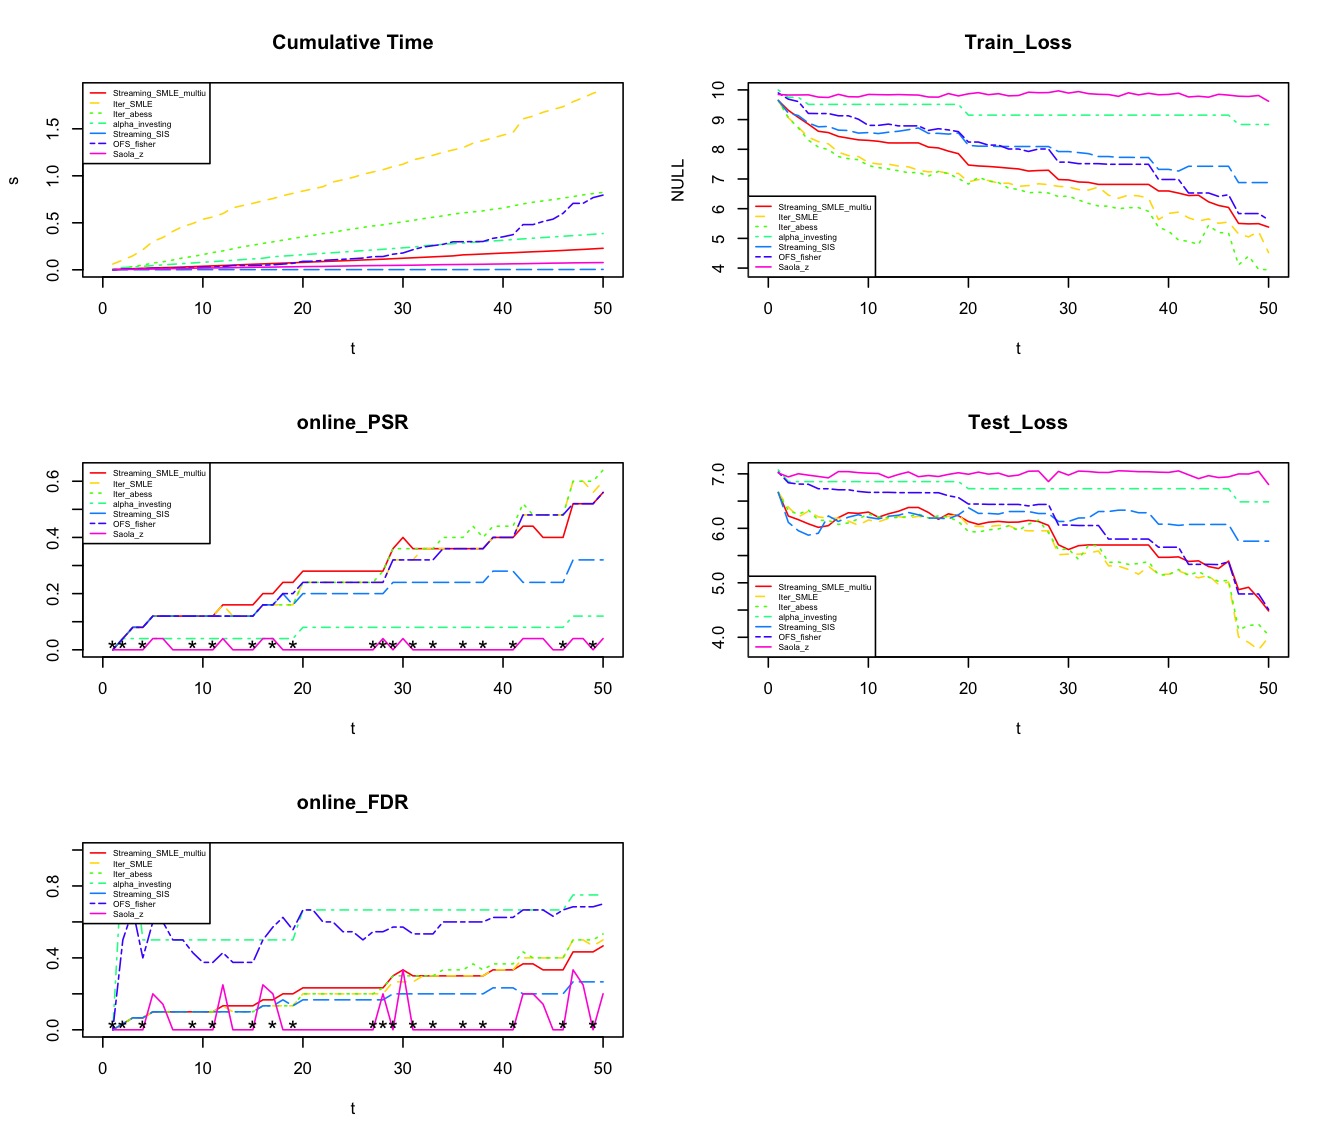 Cumulative Time
s
0.0 0.5 1.0 1.5
Streaming_SMLE_multiu
Iter_SMLE
Iter_abess
alpha_investing
Streaming_SIS
OFS_fisher
Saola_z
0 10 20 30 40 50
t
Train_Loss
NULL
4 5 6 7 8 9 10
Streaming_SMLE_multiu
Iter_SMLE
Iter_abess
alpha_investing
Streaming_SIS
OFS_fisher
Saola_z
0 10 20 30 40 50
t
online_PSR
0.0 0.2 0.4 0.6
Streaming_SMLE_multiu
Iter_SMLE
Iter_abess
alpha_investing
Streaming_SIS
OFS_fisher
Saola_z
* * * * * * * * * * * * * * * * * *
0 10 20 30 40 50
t
Test_Loss
4.0 5.0 6.0 7.0
Streaming_SMLE_multiu
Iter_SMLE
Iter_abess
alpha_investing
Streaming_SIS
OFS_fisher
Saola_z
0 10 20 30 40 50
t
online_FDR
0.0 0.4 0.8
Streaming_SMLE_multiu
Iter_SMLE
Iter_abess
alpha_investing
Streaming_SIS
OFS_fisher
Saola_z
* * * * * * * * * * * * * * * * * *
0 10 20 30 40 50
t